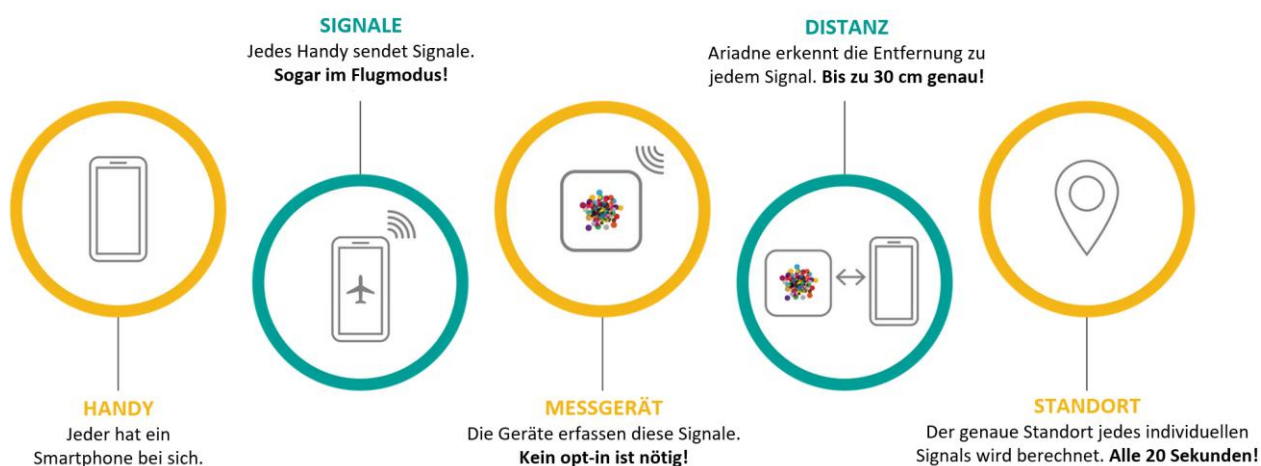 SIGNALE
Jedes Handy sendet Signale.
Sogar im Flugmodus!
DISTANZ
Ariadne erkennt die Entfernung zu
jedem Signal. Bis zu 30 cm genau!
HANDY
Jeder hat ein
Smartphone bei sich.
MESSGERÄT
Die Geräte erfassen diese Signale.
Kein opt-in ist nötig!
STANDORT
Der genaue Standort jedes individuellen
Signals wird berechnet. Alle 20 Sekunden!